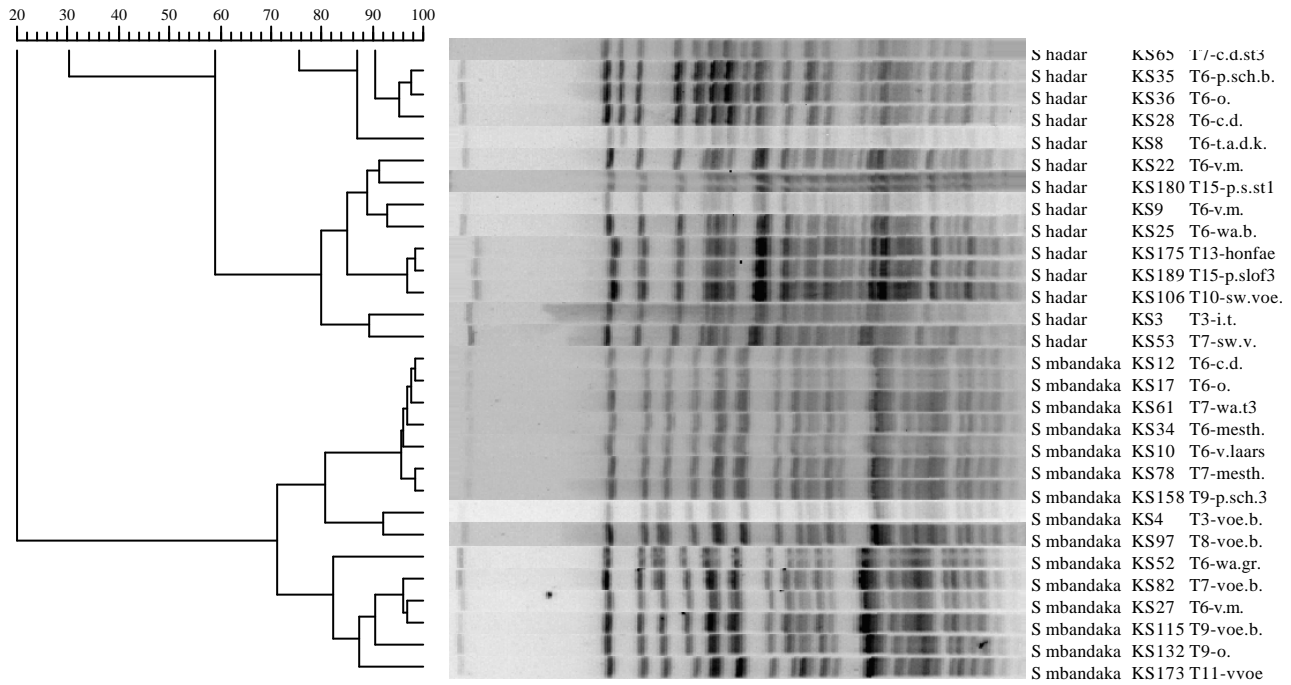 20 30 40 50 60 70 80 90 100
S hadar KS65 T7-c.d.st3
S hadar KS35 T6-p.sch.b.
S hadar KS36 T6-o.
S hadar KS28 T6-c.d.
S hadar KS8 T6-t.a.d.k.
S hadar KS22 T6-v.m.
S hadar KS180 T15-p.s.st1
S hadar KS9 T6-v.m.
S hadar KS25 T6-wa.b.
S hadar KS175 T13-honfae
S hadar KS189 T15-p.slof3
S hadar KS106 T10-sw.voe.
S hadar KS3 T3-i.t.
S hadar KS53 T7-sw.v.
S mbandaka KS12 T6-c.d.
S mbandaka KS17 T6-o.
S mbandaka KS61 T7-wa.t3
S mbandaka KS34 T6-mesth.
S mbandaka KS10 T6-v.laars
S mbandaka KS78 T7-mesth.
S mbandaka KS158 T9-p.sch.3
S mbandaka KS4 T3-voe.b.
S mbandaka KS97 T8-voe.b.
S mbandaka KS52 T6-wa.gr.
S mbandaka KS82 T7-voe.b.
S mbandaka KS27 T6-v.m.
S mbandaka KS115 T9-voe.b.
S mbandaka KS132 T9-o.
S mbandaka KS173 T11-vvoe